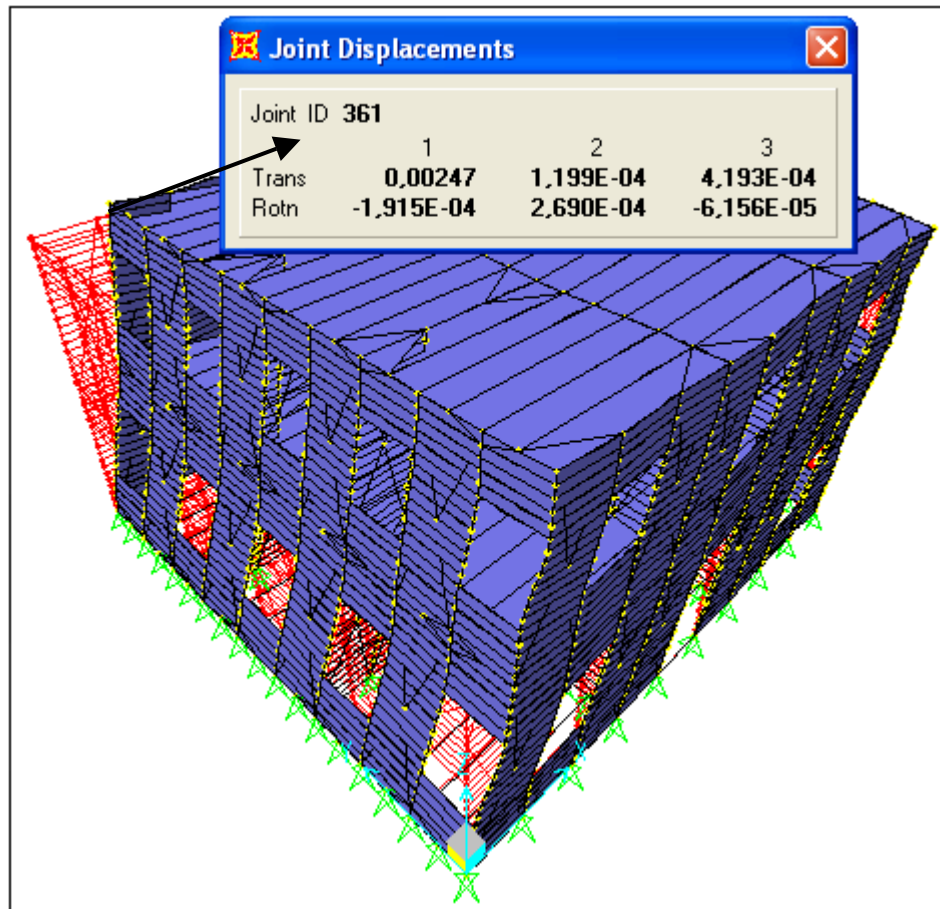 Joint Displacements
Joint ID 361
1 2 3
Trans 0,00247 1,199E-04 4,193E-04
Rotn -1,915E-04 2,690E-04 -6,156E-05